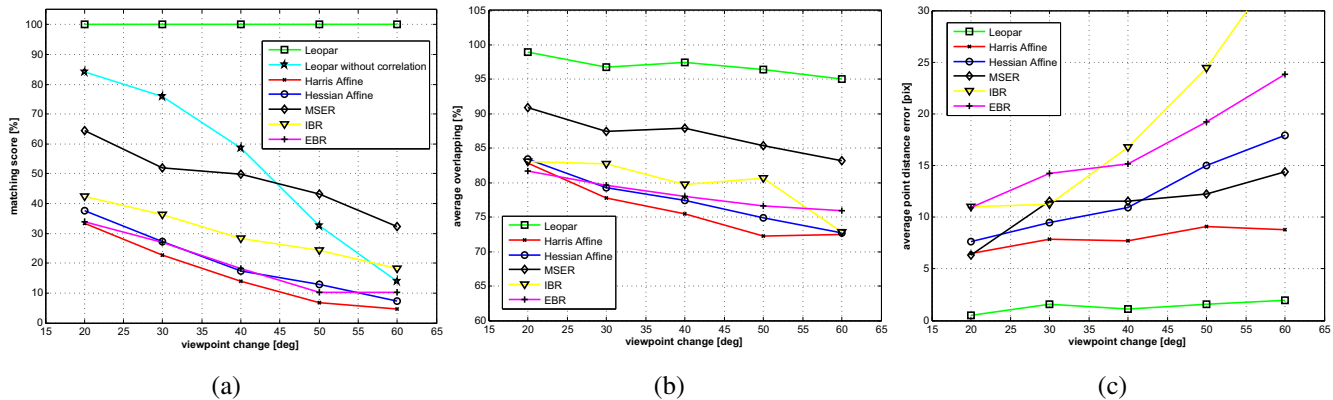 100
90
80
70
60
50
40
30
20
10
0
matching score [%]
Leopar
Leopar without correlation
Harris Affine
Hessian Affine
MSER
IBR
EBR
15 20 25 30 35 40 45 50 55 60 65
viewpoint change [deg]
(a)
105
100
95
90
85
80
75
70
65
60
average overlapping [%]
Leopar
Harris Affine
Hessian Affine
MSER
IBR
EBR
15 20 25 30 35 40 45 50 55 60 65
viewpoint change [deg]
(b)
30
25
20
15
10
5
0
average point distance error [pix]
Leopar
Harris Affine
Hessian Affine
MSER
IBR
EBR
15 20 25 30 35 40 45 50 55 60 65
viewpoint change [deg]
(c)